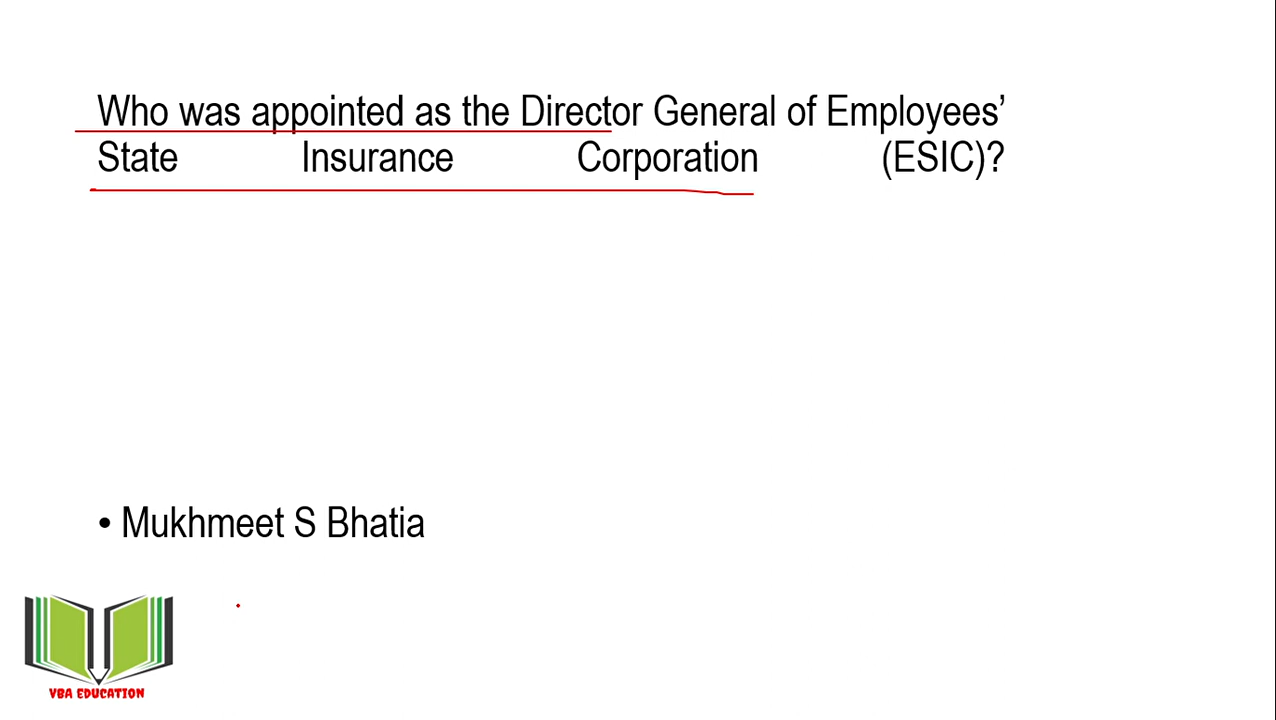 Who was appointed as the Director General of Employees’
State Insurance Corporation (ESIC)?
• Mukhmeet S Bhatia
VBA EDUCATION